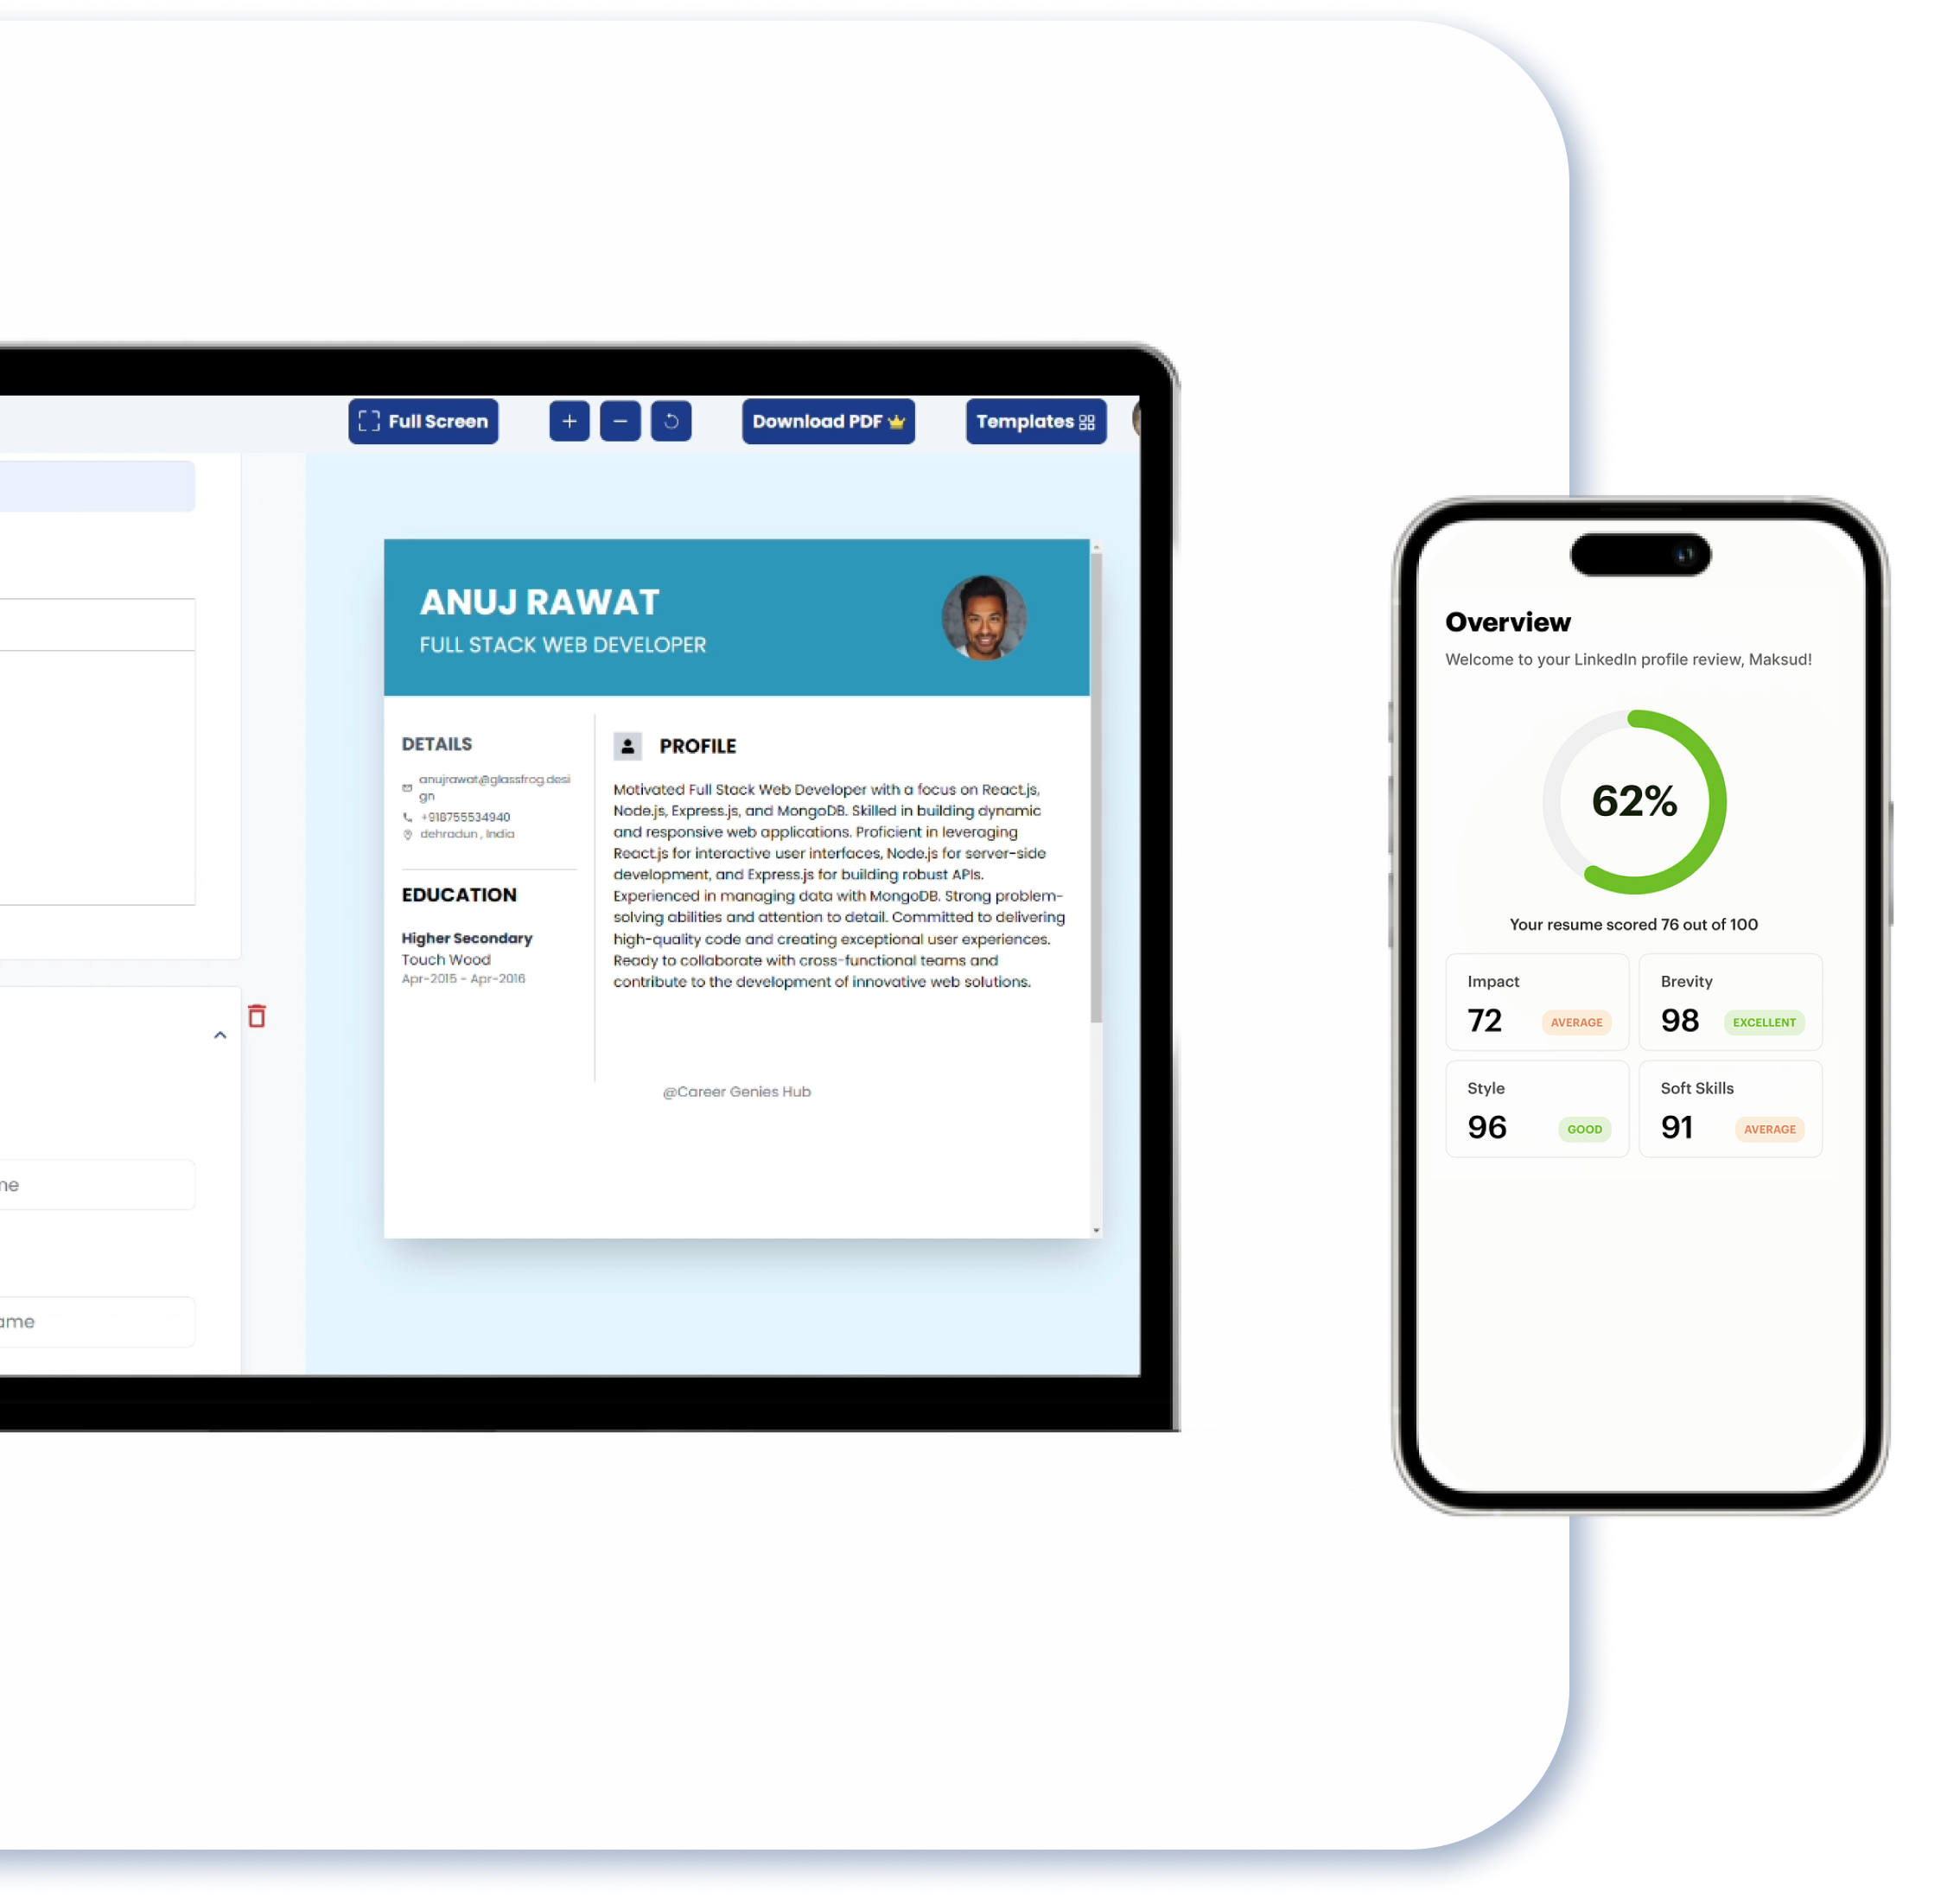 Full Screen
Download PDF
Templates
ANUJ RAWAT
FULL STACK WEB DEVELOPER
DETAILS
anujrawat@glassfrog.desi
gn
+918755534940
dehradun , India
EDUCATION
Higher Secondary
Touch Wood
Apr-2015 - Apr-2016
PROFILE
Motivated Full Stack Web Developer with a focus on React.js,
Node.js, Express.js, and MongoDB. Skilled in building dynamic
and responsive web applications. Proficient in leveraging
React.js for interactive user interfaces, Node.js for server-side
development, and Express.js for building robust APIs.
Experienced in managing data with MongoDB. Strong problem-
solving abilities and attention to detail. Committed to delivering
high-quality code and creating exceptional user experiences.
Ready to collaborate with cross-functional teams and
contribute to the development of innovative web solutions.
@Career Genies Hub
Overview
Welcome to your LinkedIn profile review, Maksud!
62%
Your resume scored 76 out of 100
Impact
72 AVERAGE
Brevity
98 EXCELLENT
Style
96 GOOD
Soft Skills
91 AVERAGE